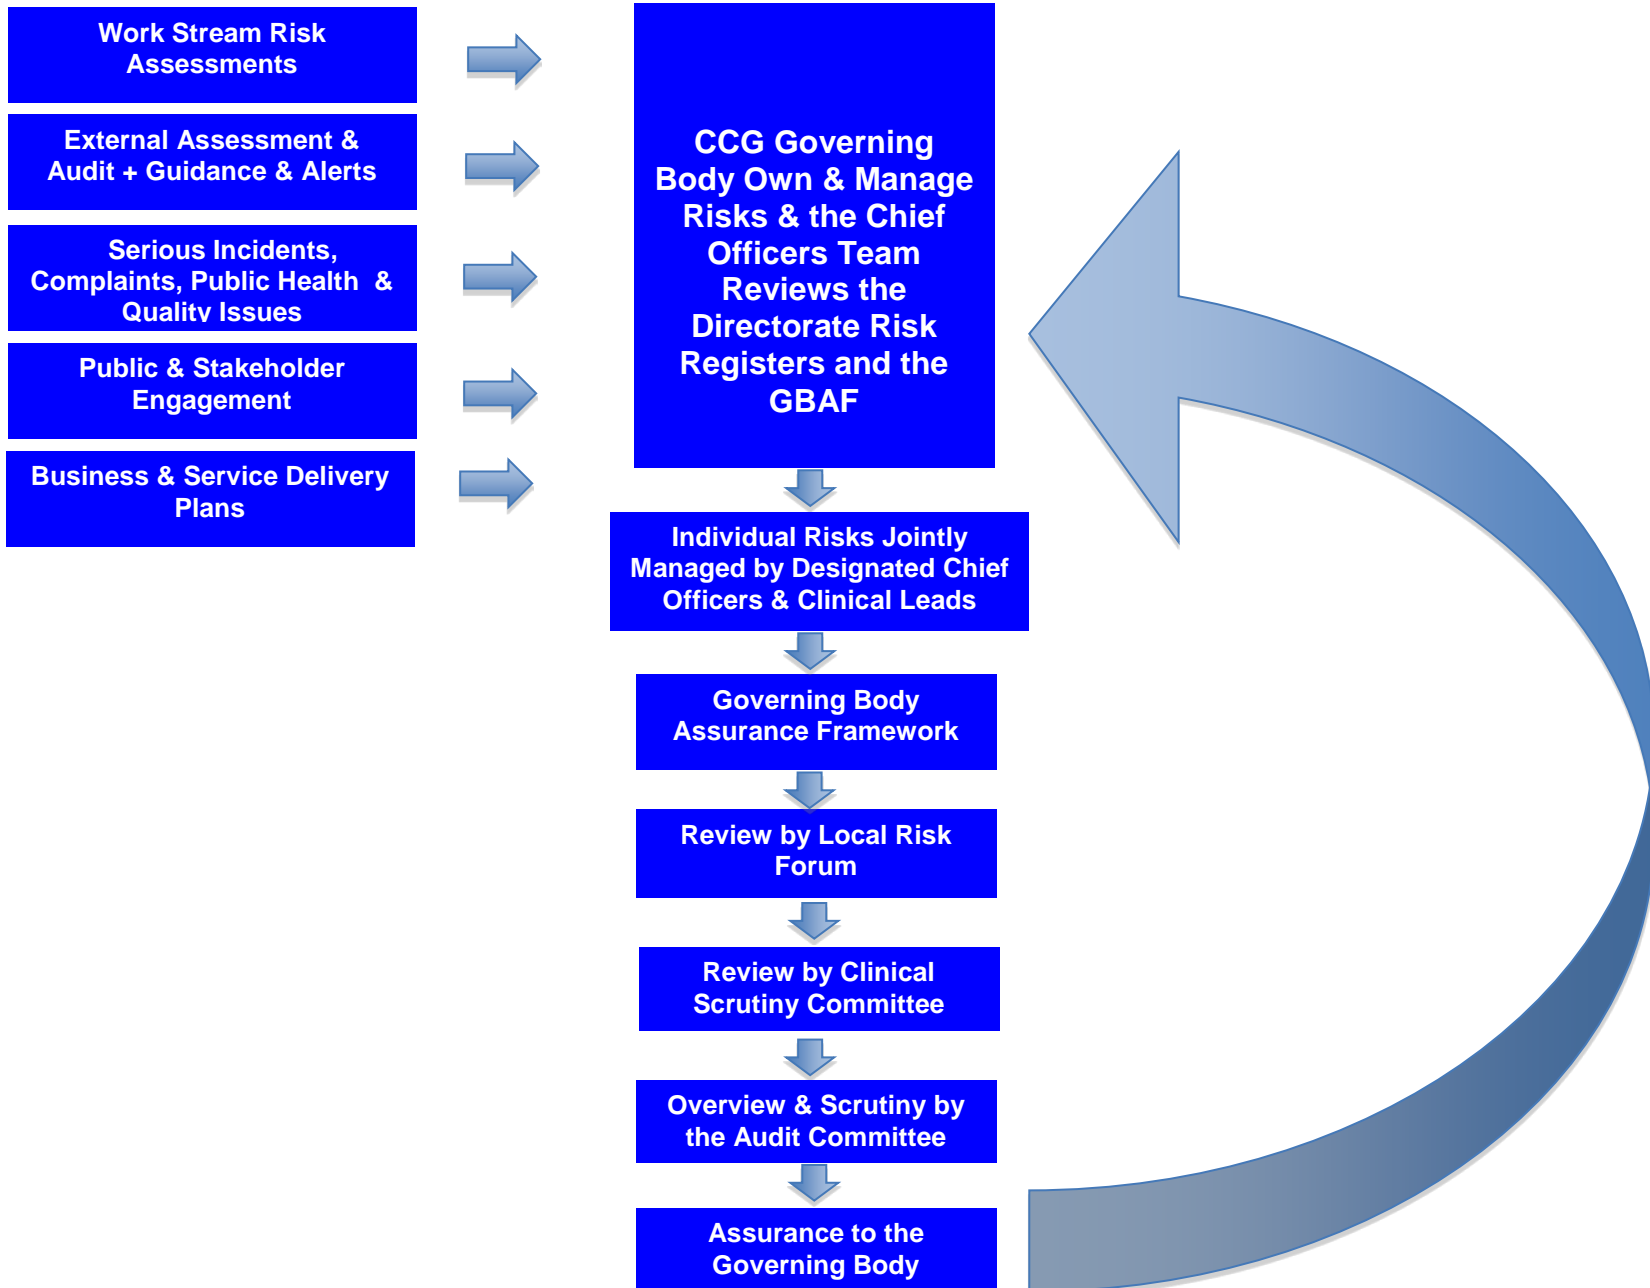 Work Stream Risk
Assessments
External Assessment &
Audit + Guidance & Alerts
Serious Incidents,
Complaints, Public Health &
Quality Issues
Public & Stakeholder
Engagement
Business & Service Delivery
Plans
CCG Governing
Body Own & Manage
Risks & the Chief
Officers Team
Reviews the
Directorate Risk
Registers and the
GBAF
Individual Risks Jointly
Managed by Designated Chief
Officers & Clinical Leads
Governing Body
Assurance Framework
Review by Local Risk
Forum
Review by Clinical
Scrutiny Committee
Overview & Scrutiny by
the Audit Committee
Assurance to the
Governing Body